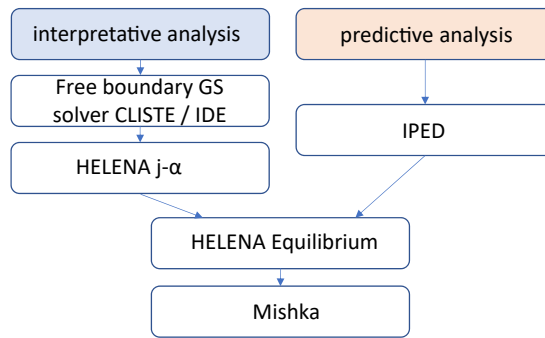 interpretative analysis
predictive analysis
Free boundary GS
solver CLISTE / IDE
IPED
HELENA j-α
HELENA Equilibrium
Mishka